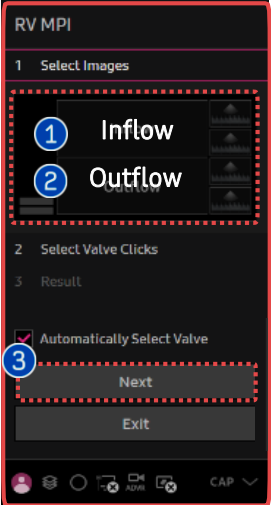 RV MPI
1 Select Images
1 Inflow
2 Outflow
Outflow
2 Select Valve Clicks
3 Result
Automatically Select Valve
3
Next
Exit
ADVR
CAP